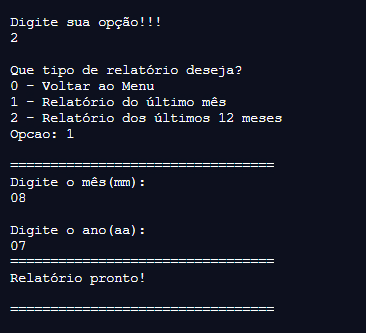 Digite sua opção!!!
2
Que tipo de relatório deseja?
0 - Voltar ao Menu
1 - Relatório do último mês
2 - Relatório dos últimos 12 meses
Opcao: 1
=================================
Digite o mês(mm):
08
Digite o ano(aa):
07
=================================
Relatório pronto!
=================================